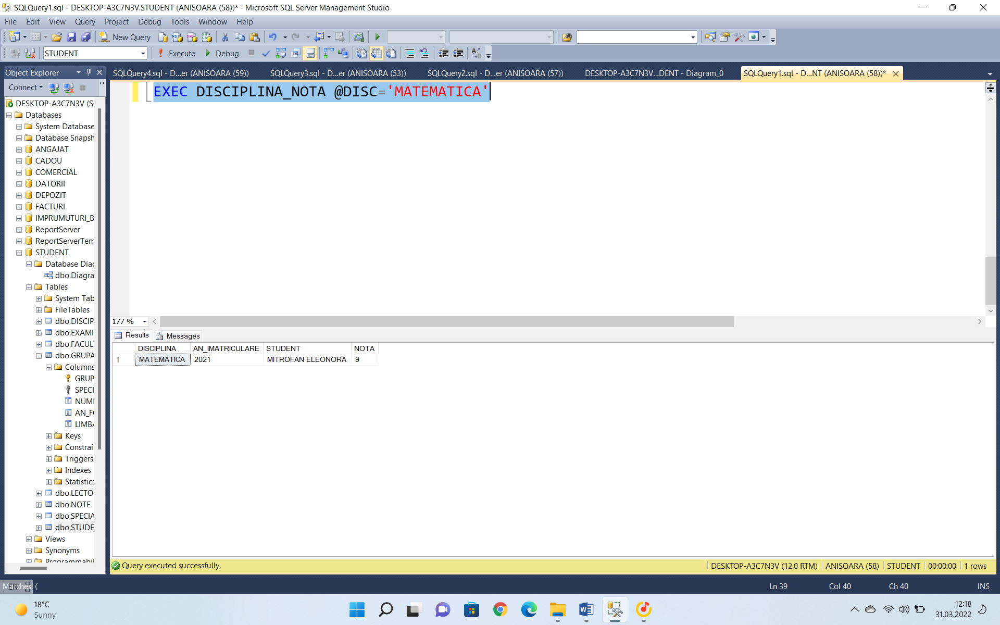 SQLQuery1.sql - DESKTOP-A3C7N3V.STUDENT (ANISOARA (58))* - Microsoft SQL Server Management Studio
File Edit View Query Project Debug Tools Window Help
New Query
STUDENT Execute Debug
Object Explorer
SQLQuery4.sql - D...er (ANISOARA (59)) SQLQuery3.sql - D...er (ANISOARA (53)) SQLQuery2.sql - D...er (ANISOARA (57)) DESKTOP-A3C7N3V...DENT - Diagram_0 SQLQuery1.sql - D...NT (ANISOARA (58))*
Connect
EXEC DISCIPLINA_NOTA @DISC='MATEMATICA'
DESKTOP-A3C7N3V (S
Databases
System Database
Database Snapsh
ANGAJAT
CADOU
COMERCIAL
DATORII
DEPOZIT
FACTURI
IMPRUMUTURI_B
ReportServer
ReportServerTem
STUDENT
Database Diag
dbo.Diagra
Tables
System Tab
FileTables
dbo.DISCIP
dbo.EXAMI
dbo.FACUL
dbo.GRUPA
Columns
GRUP
SPECI
NUMI
AN_F
LIMBA
Keys
Constrai
Triggers
Indexes
Statistics
dbo.LECTO
dbo.NOTE
dbo.SPECIA
dbo.STUDE
Views
Synonyms
Programmabil
177 %
Results Messages
DISCIPLINA AN_IMATRICULARE STUDENT NOTA
1 MATEMATICA 2021 MITROFAN ELEONORA 9
Query executed successfully. DESKTOP-A3C7N3V (12.0 RTM) ANISOARA (58) STUDENT 00:00:00 1 rows
Matches: ( Ln 39 Col 40 Ch 40 INS
18°C
Sunny
12:18
31.03.2022